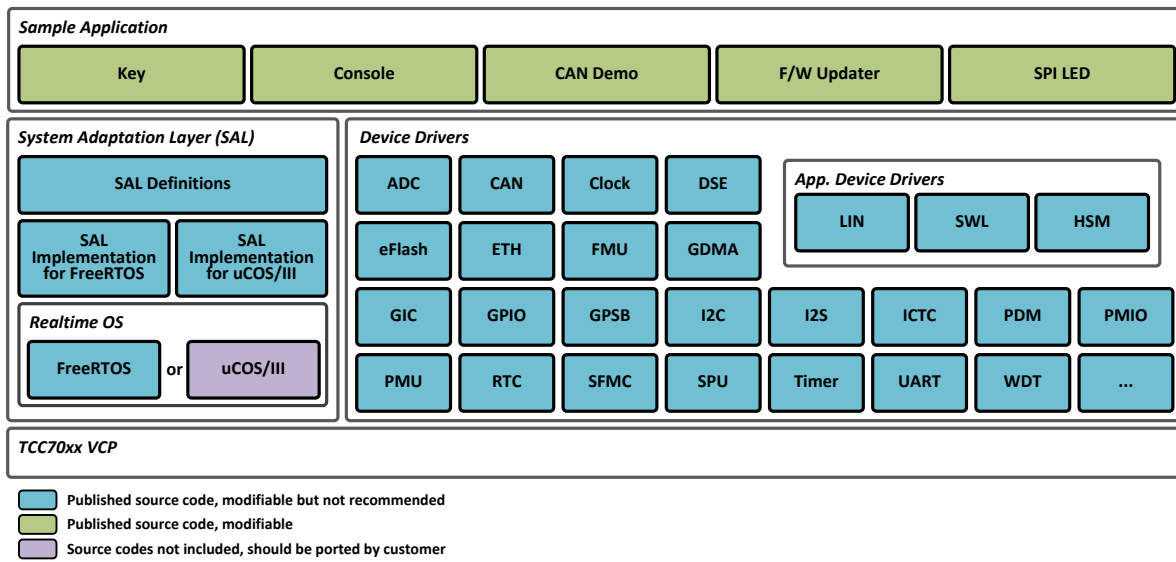 Sample Application
Key
Console
CAN Demo
F/W Updater
SPI LED
System Adaptation Layer (SAL)
SAL Definitions
SAL
Implementation
for FreeRTOS
SAL
Implementation
for uCOS/III
Realtime OS
FreeRTOS
or
uCOS/III
Device Drivers
ADC
CAN
Clock
DSE
App. Device Drivers
LIN
SWL
HSM
eFlash
ETH
FMU
GDMA
GIC
GPIO
GPSB
I2C
I2S
ICTC
PDM
PMIO
PMU
RTC
SFMC
SPU
Timer
UART
WDT
...
TCC70xx VCP
Published source code, modifiable but not recommended
Published source code, modifiable
Source codes not included, should be ported by customer